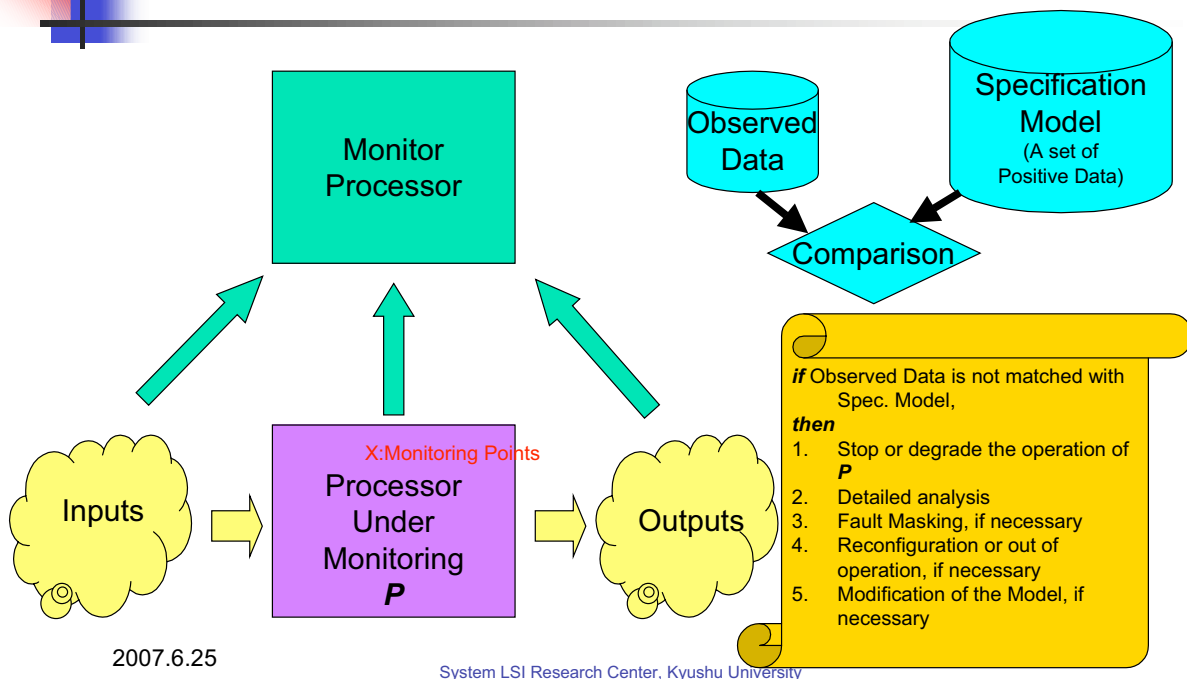 Monitor
Processor
Observed
Data
Specification
Model
(A set of
Positive Data)
Comparison
Inputs
X:Monitoring Points
Processor
Under
Monitoring
P
Outputs
if Observed Data is not matched with
Spec. Model,
then
1. Stop or degrade the operation of
P
2. Detailed analysis
3. Fault Masking, if necessary
4. Reconfiguration or out of
operation, if necessary
5. Modification of the Model, if
necessary
2007.6.25
System LSI Research Center, Kyushu University